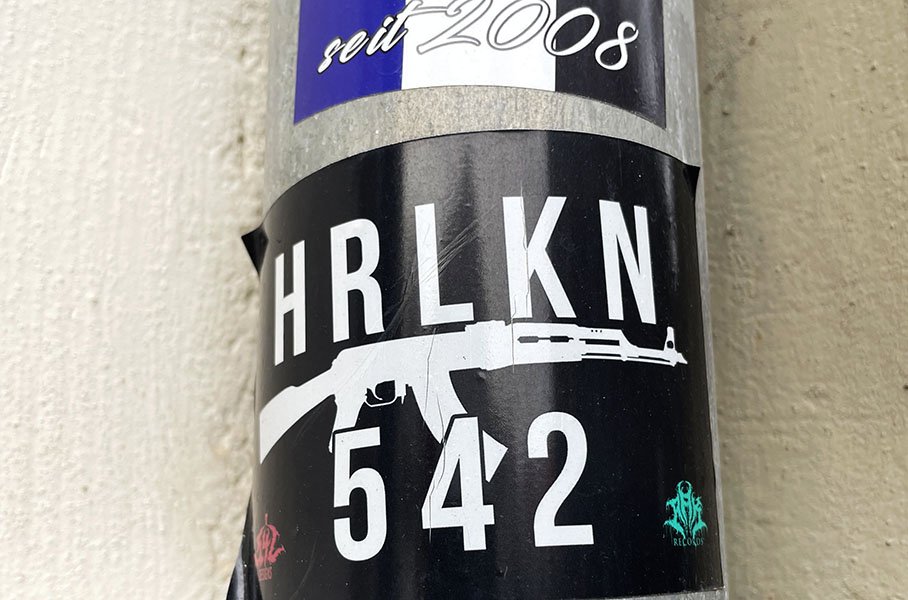 seit 2008
HRLKN
542
RECORDS